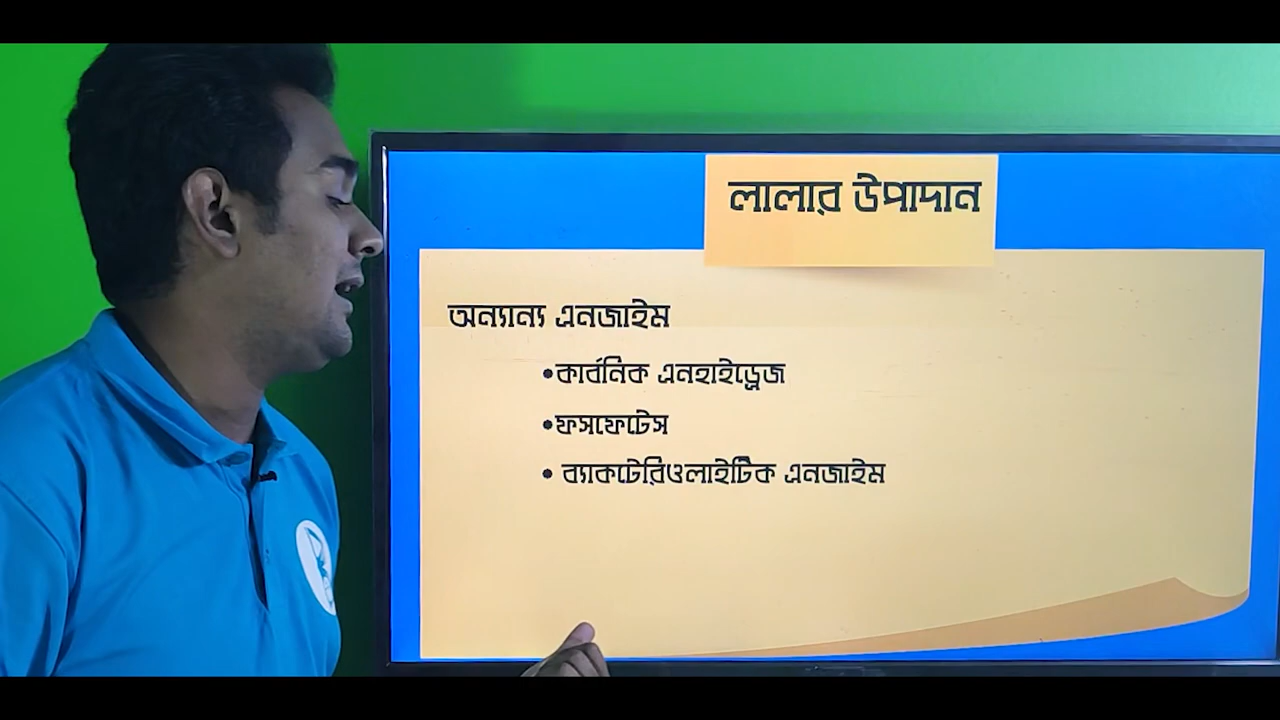 লালার উপাদান
অন্যান্য এনজাইম
•কার্বনিক এনহাইড্রেজ
•ফসফেটেস
• ব্যাকটেরিওলাইটিক এনজাইম